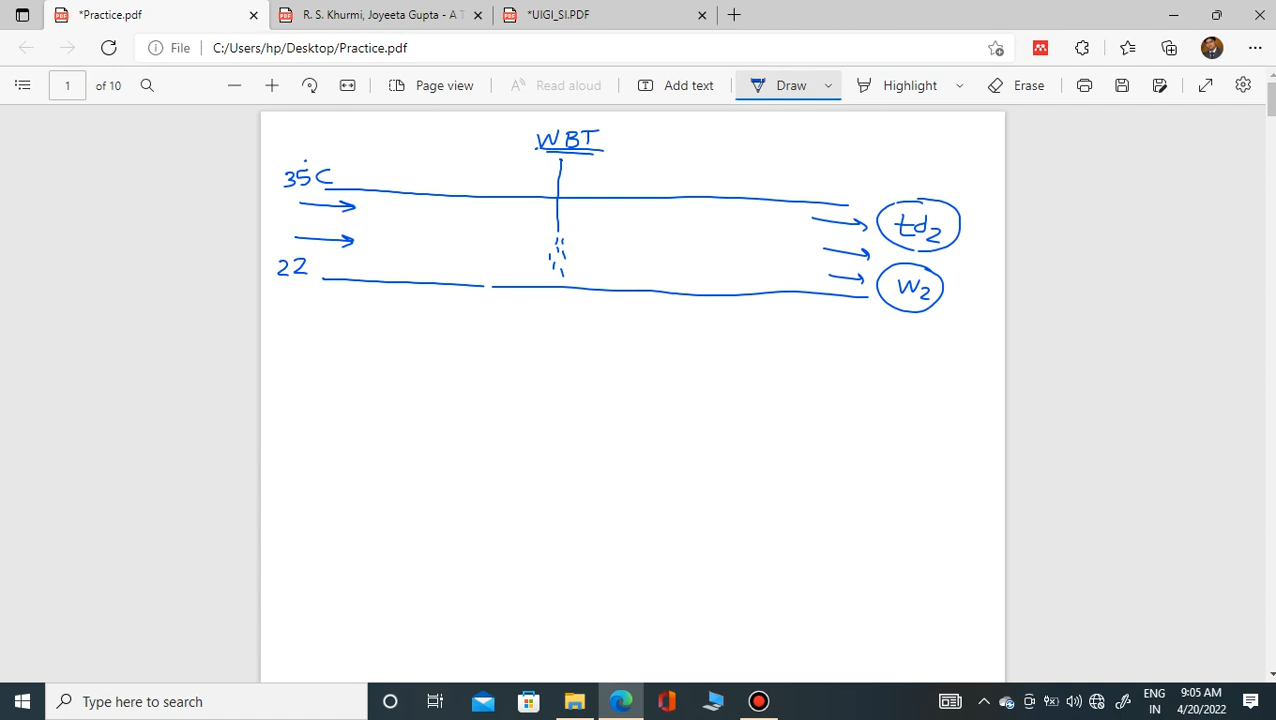 *Practice.pdf
R. S. Khurmi, Joyeeta Gupta - A T
*UIGI_SI.PDF
File
C:/Users/hp/Desktop/Practice.pdf
1
of 10
Page view
Read aloud
Add text
Draw
Highlight
Erase
WBT
35°C
22
td2
W2
Type here to search
ENG
IN
9:05 AM
4/20/2022